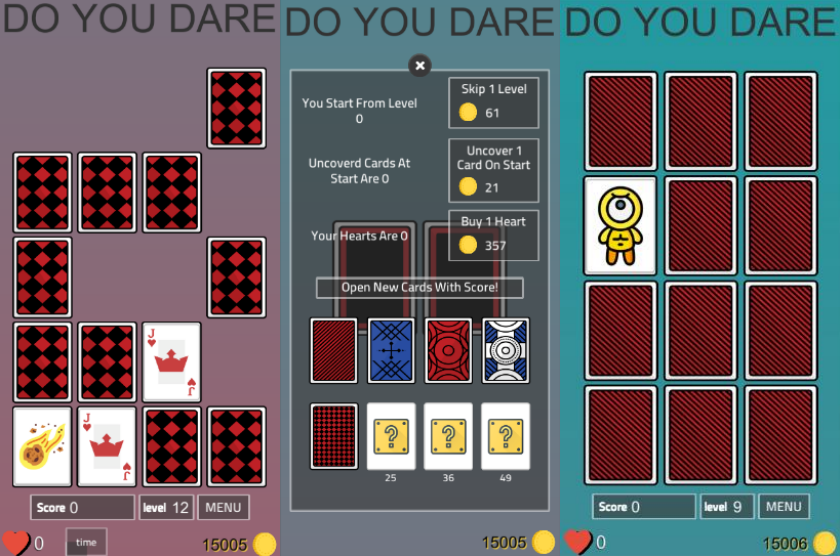 DO YOU DARE
J
J
J
J
Score 0
level 12
MENU
0
time
15005
DO YOU DARE
×
You Start From Level
0
Skip 1 Level
61
Uncoverd Cards At
Start Are 0
Uncover 1
Card On Start
21
Your Hearts Are 0
Buy 1 Heart
357
Open New Cards With Score!
? ? ?
25 36 49
15005
DO YOU DARE
Score 0
level 9
MENU
0
15006